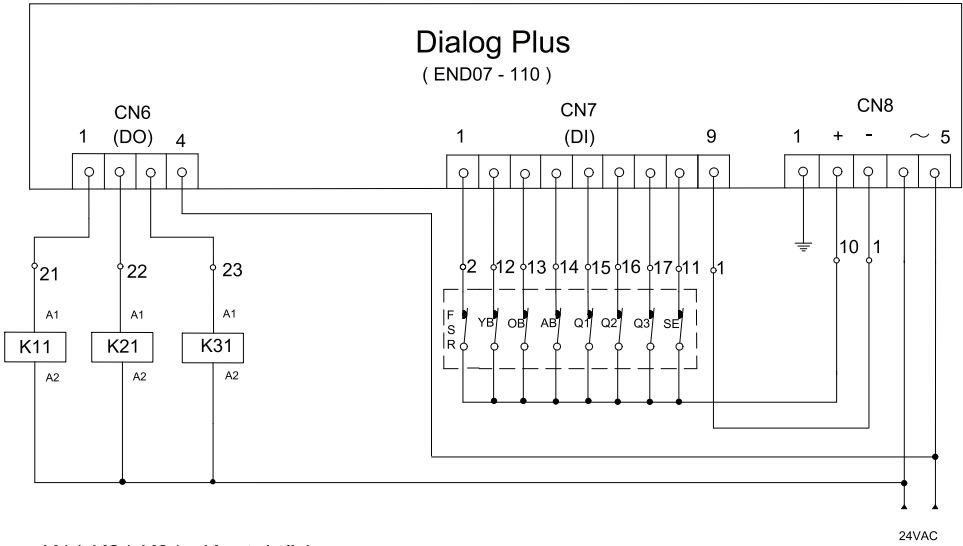 Dialog Plus
( END07 - 110 )
CN6
(DO)
1
4
CN7
(DI)
1
9
CN8
1 + - ~ 5
21
22
23
2
12
13
14
15
16
17
11
1
10
1
A1
A1
A1
K11
K21
K31
A2
A2
A2
F
S
R
YB
OB
AB
Q1
Q2
Q3
SE
24VAC